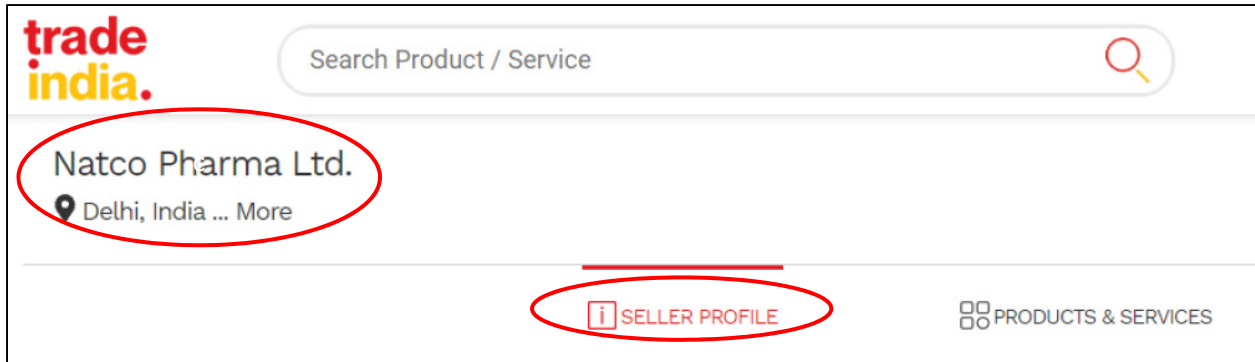 trade
india.
Search Product / Service
Natco Pharma Ltd.
Delhi, India ... More
i SELLER PROFILE
PRODUCTS & SERVICES